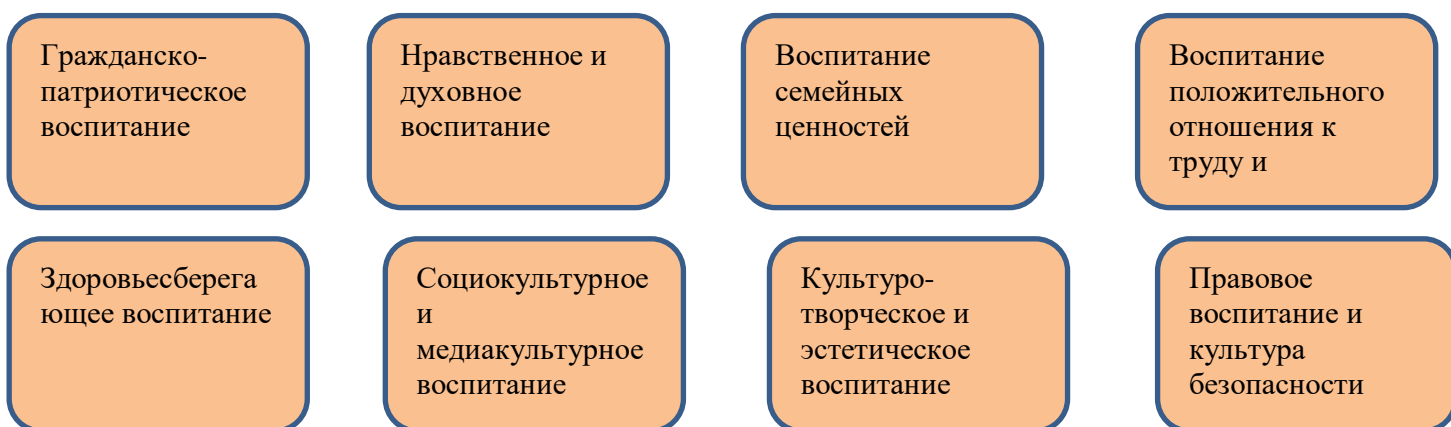 Гражданско-
патриотическое
воспитание
Нравственное и
духовное
воспитание
Воспитание
семейных
ценностей
Воспитание
положительного
отношения к
труду и
Здоровьесберега
ющее воспитание
Социокультурное
и
медиакультурное
воспитание
Культуро-
творческое и
эстетическое
воспитание
Правовое
воспитание и
культура
безопасности